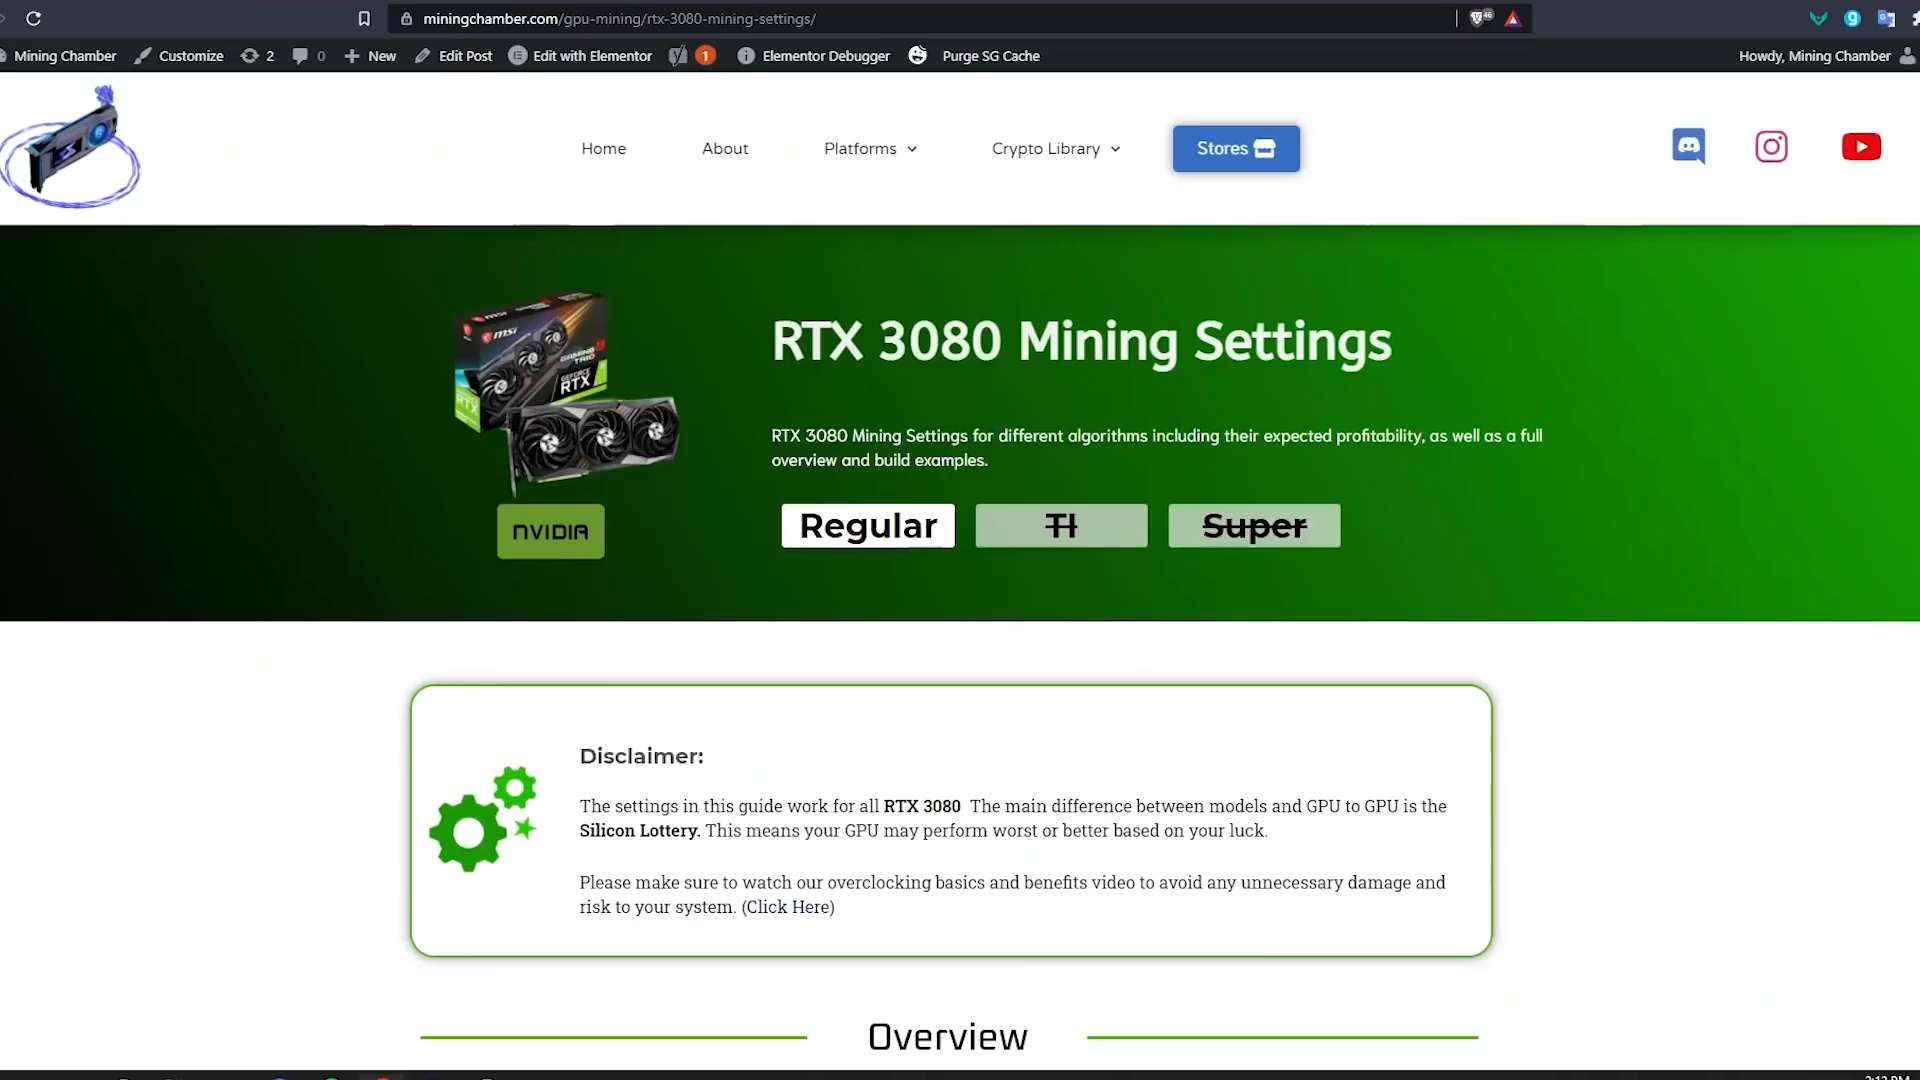 miningchamber.com/gpu-mining/rtx-3080-mining-settings/
46
Mining Chamber Customize 2 0 New Edit Post Edit with Elementor 1 Elementor Debugger Purge SG Cache Howdy, Mining Chamber
Home About Platforms Crypto Library Stores
RTX 3080 Mining Settings
RTX 3080 Mining Settings for different algorithms including their expected profitability, as well as a full
overview and build examples.
msi
GEFORCE
RTX
NVIDIA
Regular TI Super
Disclaimer:
The settings in this guide work for all RTX 3080 The main difference between models and GPU to GPU is the
Silicon Lottery. This means your GPU may perform worst or better based on your luck.
Please make sure to watch our overclocking basics and benefits video to avoid any unnecessary damage and
risk to your system. (Click Here)
Overview